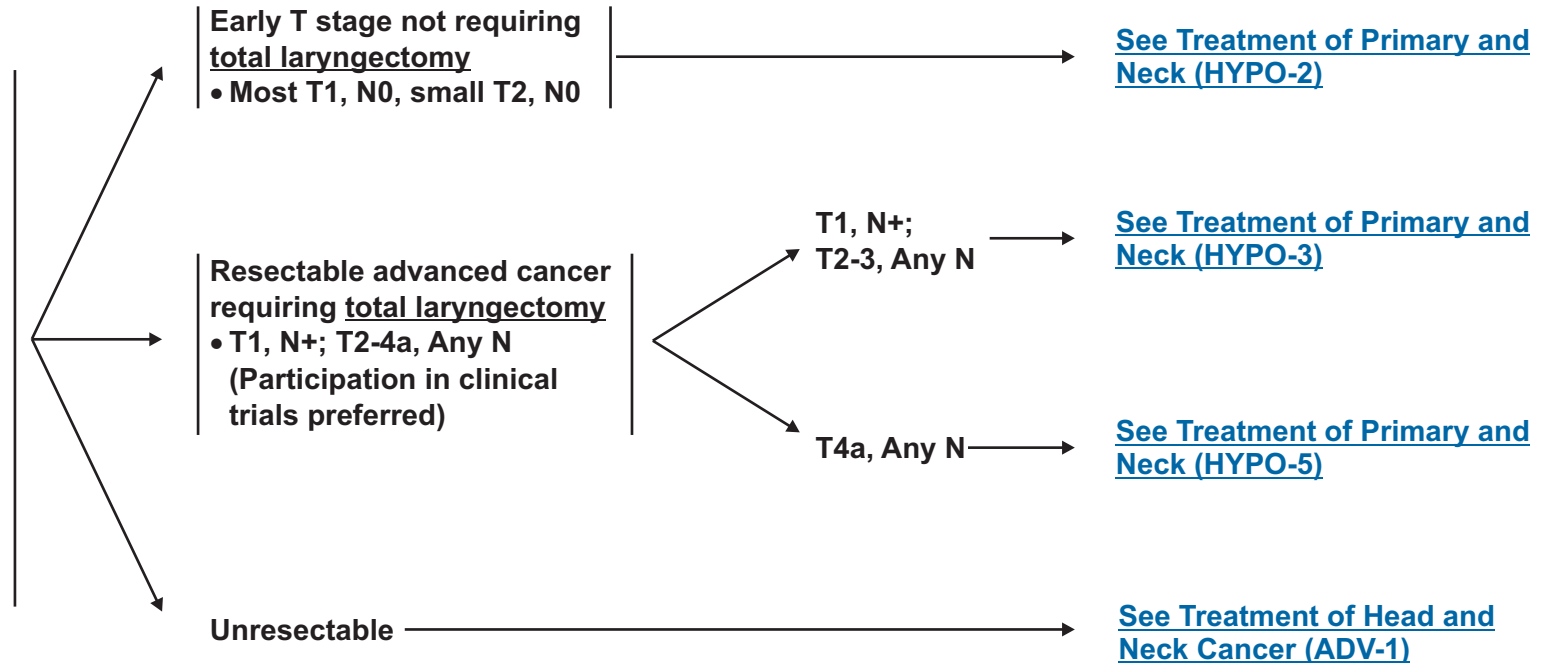 Early T stage not requiring
total laryngectomy
• Most T1, N0, small T2, N0
See Treatment of Primary and
Neck (HYPO-2)
Resectable advanced cancer
requiring total laryngectomy
• T1, N+; T2-4a, Any N
(Participation in clinical
trials preferred)
T1, N+;
T2-3, Any N
See Treatment of Primary and
Neck (HYPO-3)
T4a, Any N
See Treatment of Primary and
Neck (HYPO-5)
Unresectable
See Treatment of Head and
Neck Cancer (ADV-1)